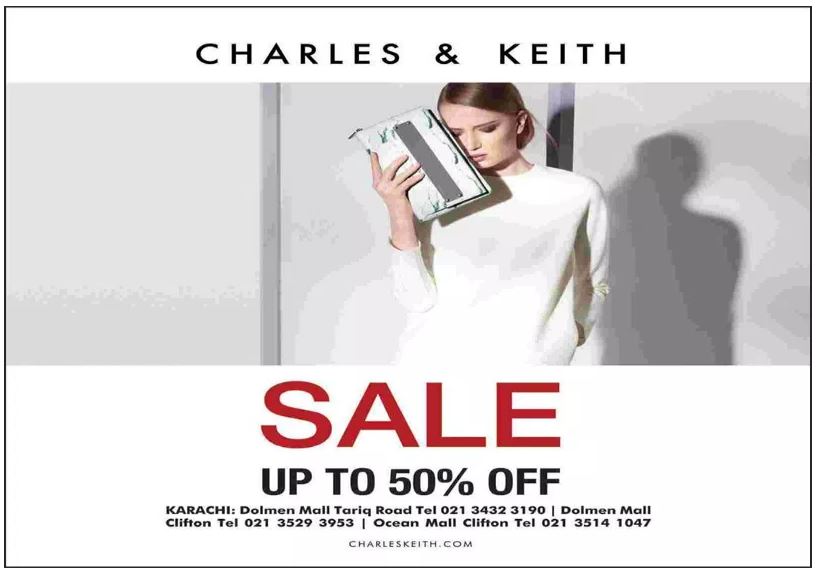 CHARLES & KEITH
SALE
UP TO 50% OFF
KARACHI: Dolmen Mall Tariq Road Tel 021 3432 3190 | Dolmen Mall
Clifton Tel 021 3529 3953 | Ocean Mall Clifton Tel 021 3514 1047
CHARLESKEITH.COM